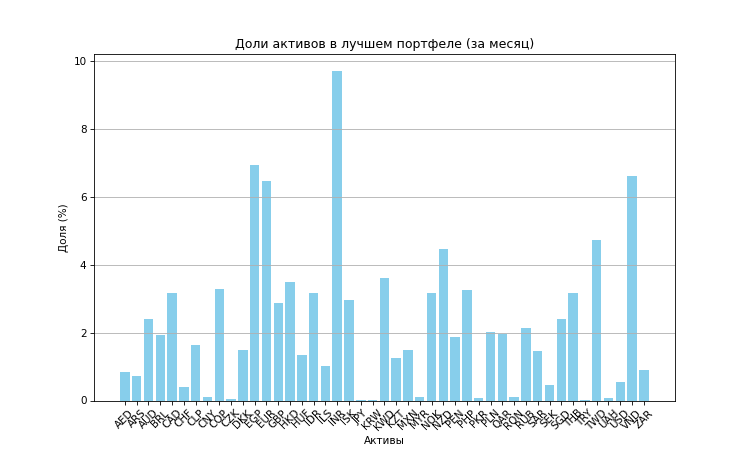 Доли активов в лучшем портфеле (за месяц)
10
8
6
4
2
0
Доля (%)
AED ARS AUD BRL CAD CHF CLP CNY COP CZK DKK EGP EUR GBP HKD HUF IDR ILS INR ISK JPY KRW KWD KZT MXN MYR NOK NZD PEN PHP PKR PLN QAR RON RUB SAR SEK SGD THB TRY TWD UAH USD VND ZAR
Активы